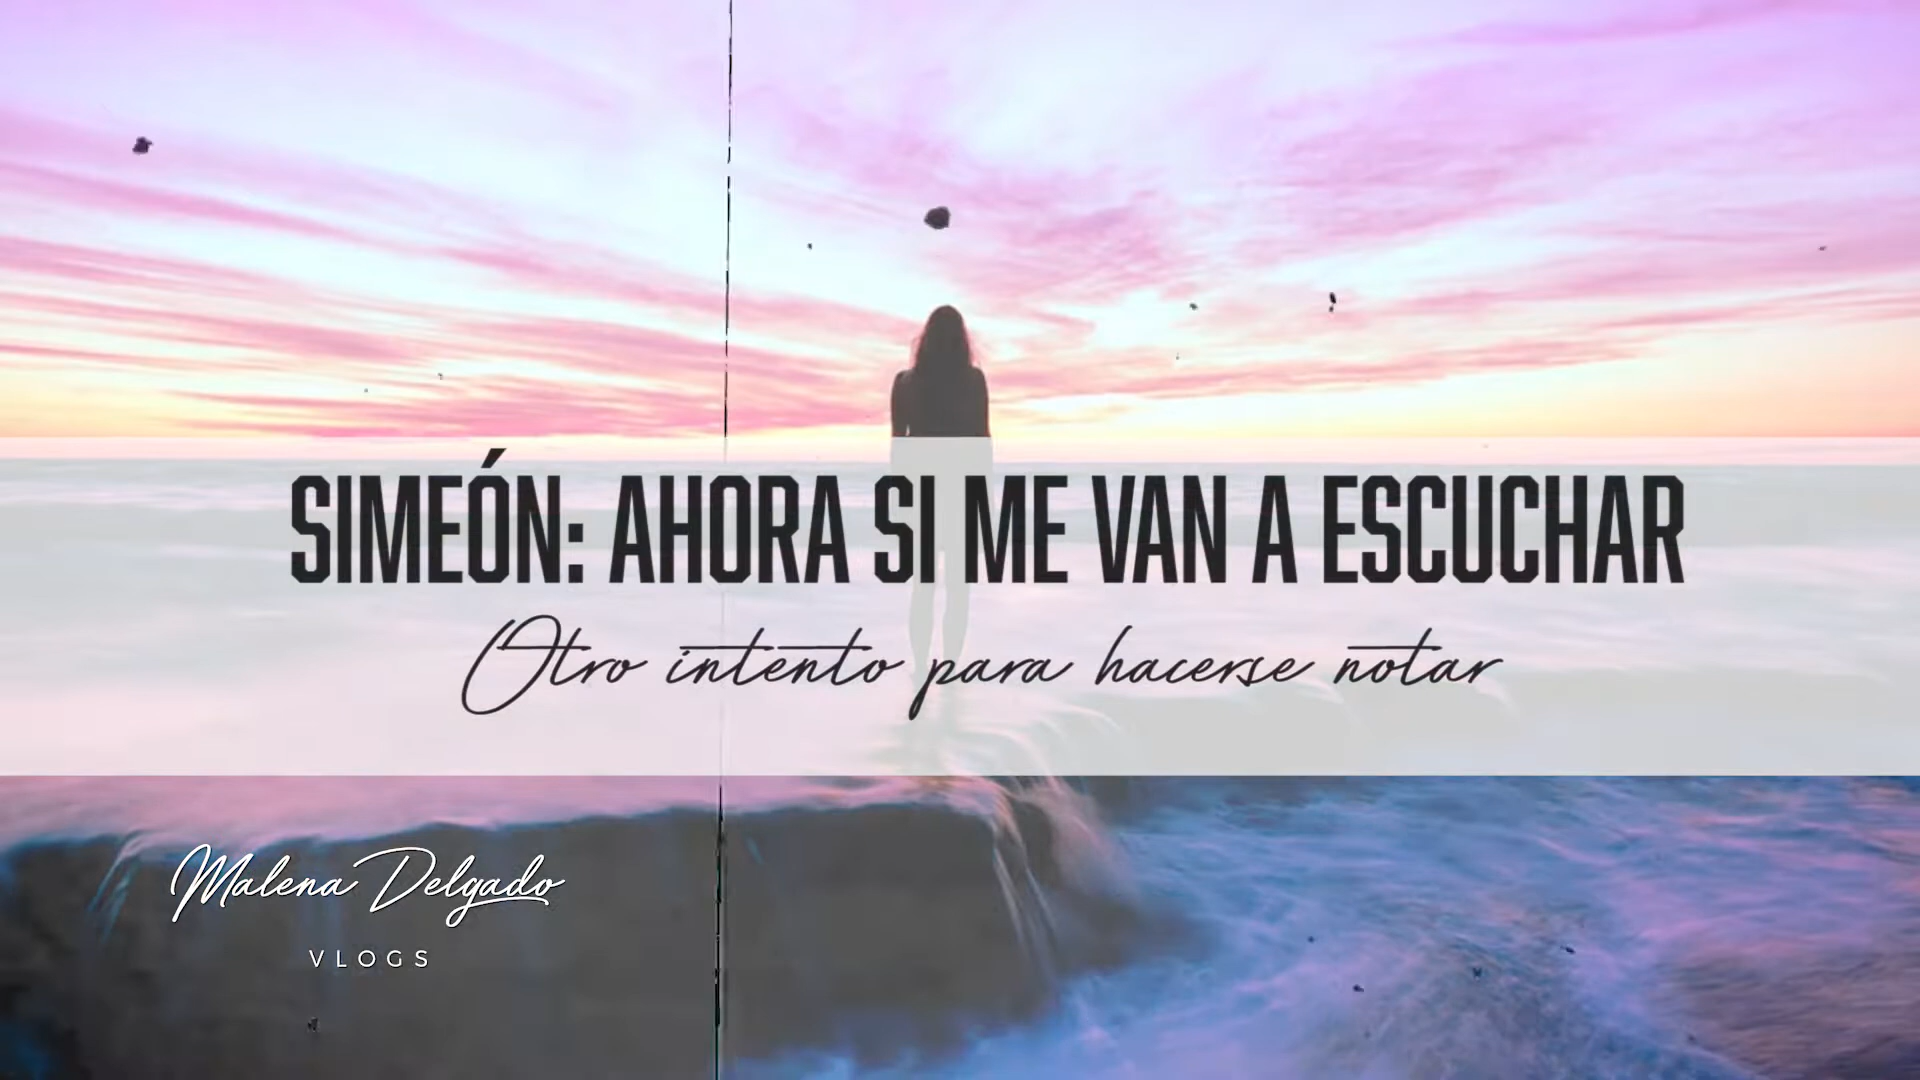 SIMEÓN: AHORA SI ME VAN A ESCUCHAR
Otro intento para hacerse notar
Malena Delgado
VLOGS